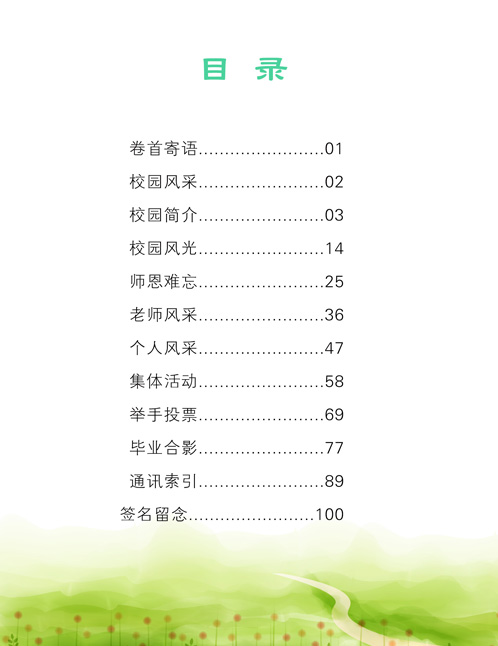 目 录
卷首寄语........................01
校园风采........................02
校园简介........................03
校园风光........................14
师恩难忘........................25
老师风采........................36
个人风采........................47
集体活动........................58
举手投票........................69
毕业合影........................77
通讯索引........................89
签名留念........................100